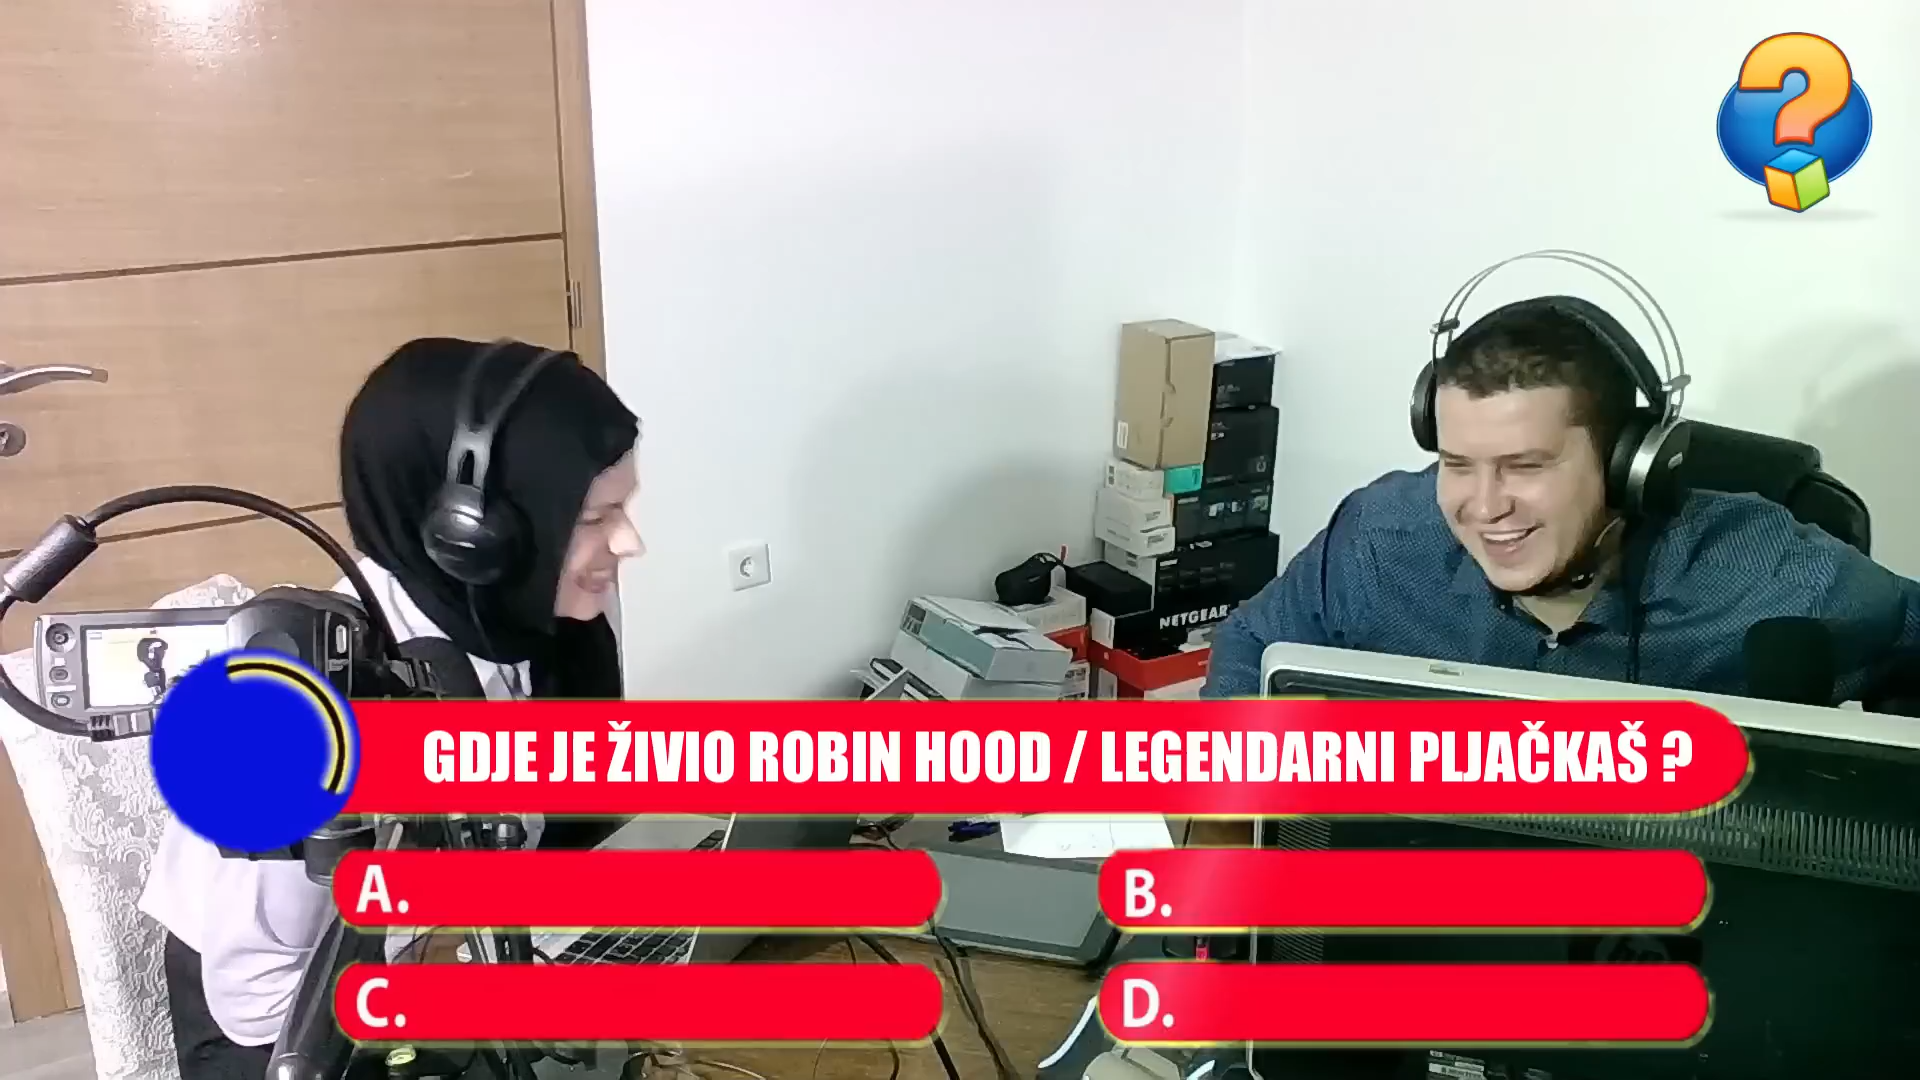 NETGEAR
GDJE JE ŽIVIO ROBIN HOOD / LEGENDARNI PLJAČKAŠ ?
A.
B.
C.
D.